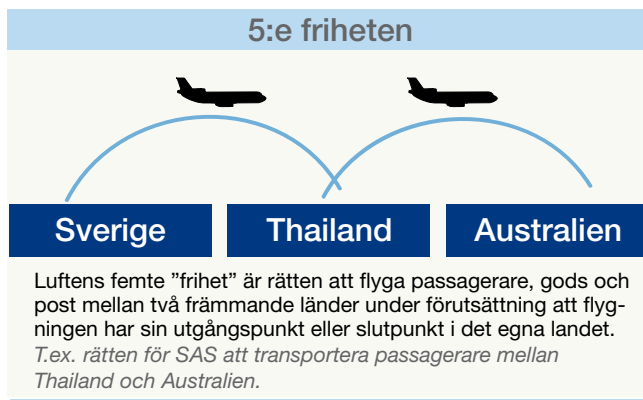 5:e friheten
Sverige
Thailand
Australien
Luftens femte ”frihet” är rätten att flyga passagerare, gods och
post mellan två främmande länder under förutsättning att flyg-
ningen har sin utgångspunkt eller slutpunkt i det egna landet.
T.ex. rätten för SAS att transportera passagerare mellan
Thailand och Australien.